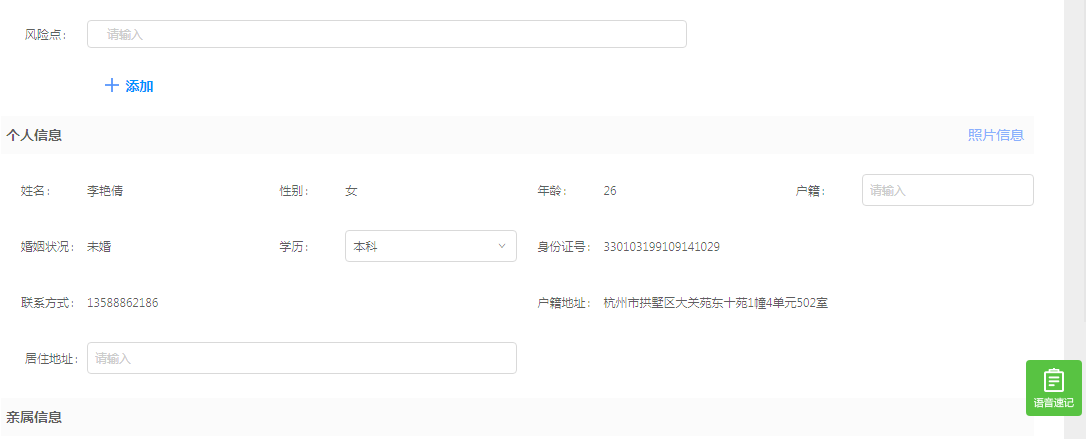 风险点： 请输入
添加
个人信息 照片信息
姓名： 李艳倩 性别： 女 年龄： 26 户籍： 请输入
婚姻状况： 未婚 学历： 本科 身份证号： 330103199109141029
联系方式： 13588862186 户籍地址： 杭州市拱墅区大关苑东十苑1幢4单元502室
居住地址： 请输入
语音速记
亲属信息